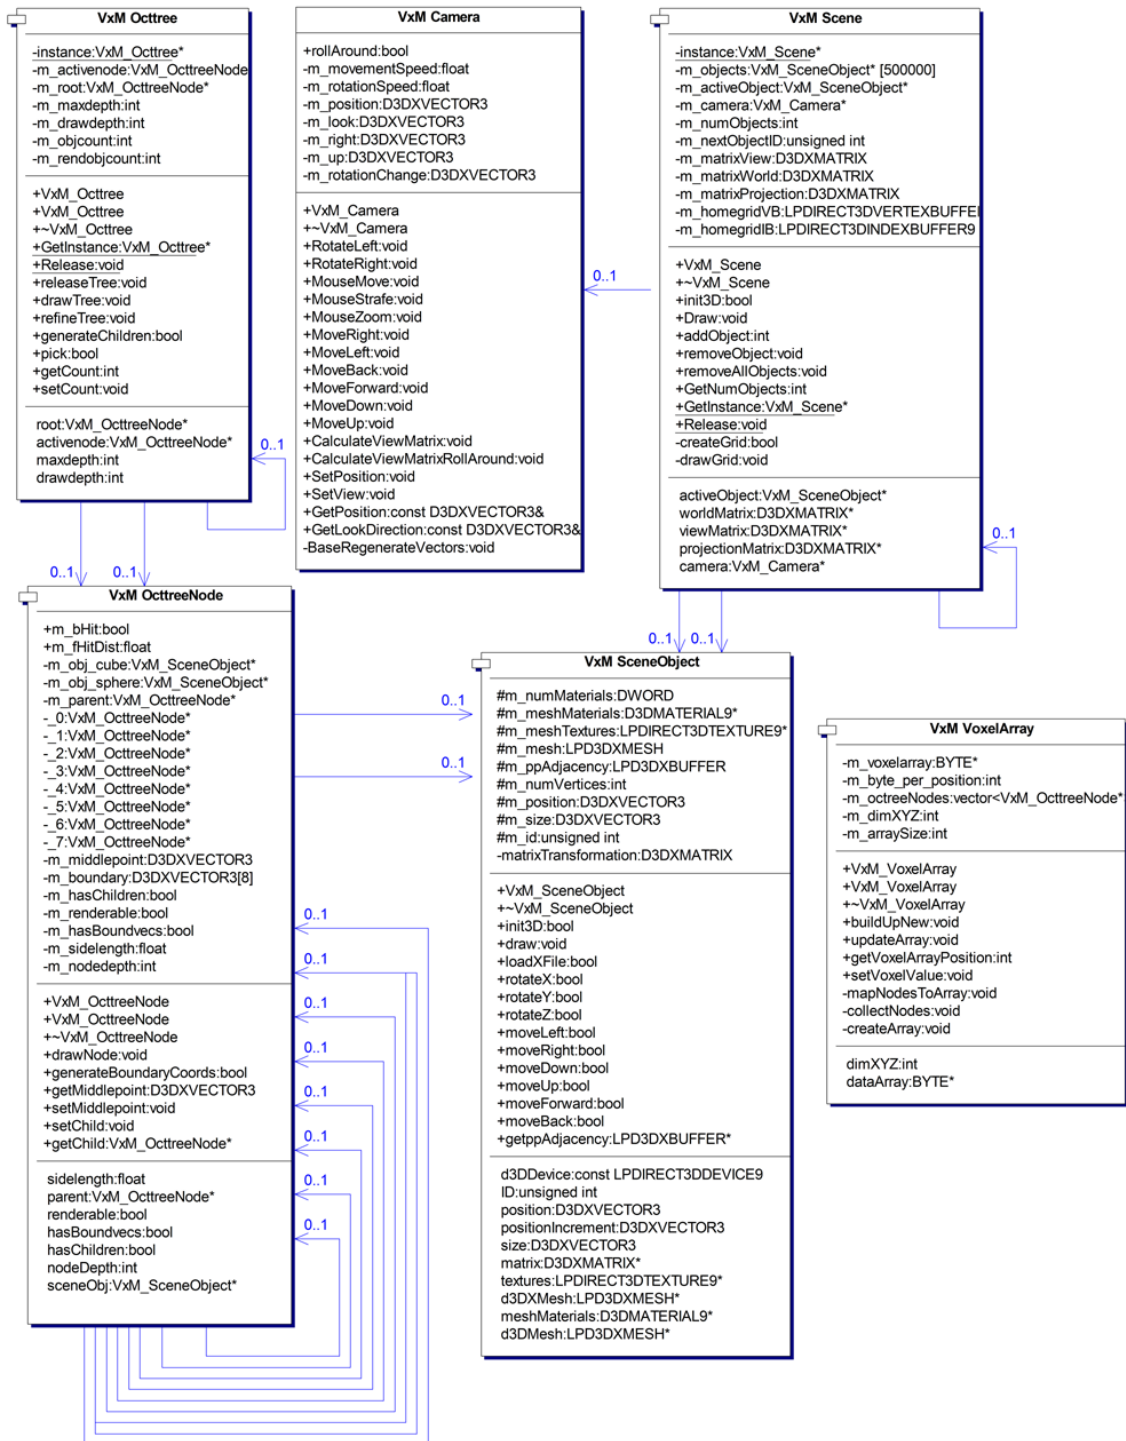 VxM Octtree
-instance:VxM_Octtree*
-m_activenode:VxM_OcttreeNode
-m_root:VxM_OcttreeNode*
-m_maxdepth:int
-m_drawdepth:int
-m_objcount:int
-m_rendobjcount:int
+VxM_Octtree
+VxM_Octtree
+~VxM_Octtree
+GetInstance:VxM_Octtree*
+Release:void
+releaseTree:void
+drawTree:void
+refineTree:void
+generateChildren:bool
+pick:bool
+getCount:int
+setCount:void
root:VxM_OcttreeNode*
activenode:VxM_OcttreeNode*
maxdepth:int
drawdepth:int
0..1
0..1
0..1
VxM Camera
+rollAround:bool
-m_movementSpeed:float
-m_rotationSpeed:float
-m_position:D3DXVECTOR3
-m_look:D3DXVECTOR3
-m_right:D3DXVECTOR3
-m_up:D3DXVECTOR3
-m_rotationChange:D3DXVECTOR3
+VxM_Camera
+~VxM_Camera
+RotateLeft:void
+RotateRight:void
+MouseMove:void
+MouseStrafe:void
+MouseZoom:void
+MoveRight:void
+MoveLeft:void
+MoveBack:void
+MoveForward:void
+MoveDown:void
+MoveUp:void
+CalculateViewMatrix:void
+CalculateViewMatrixRollAround:void
+SetPosition:void
+SetView:void
+GetPosition:const D3DXVECTOR3&
+GetLookDirection:const D3DXVECTOR3&
-BaseRegenerateVectors:void
0..1
VxM Scene
-instance:VxM_Scene*
-m_objects:VxM_SceneObject* [500000]
-m_activeObject:VxM_SceneObject*
-m_camera:VxM_Camera*
-m_numObjects:int
-m_nextObjectID:unsigned int
-m_matrixView:D3DXMATRIX
-m_matrixWorld:D3DXMATRIX
-m_matrixProjection:D3DXMATRIX
-m_homegridVB:LPDIRECT3DVERTEXBUFFE
-m_homegridIB:LPDIRECT3DINDEXBUFFER9
+VxM_Scene
+~VxM_Scene
+init3D:bool
+Draw:void
+addObject:int
+removeObject:void
+removeAllObjects:void
+GetNumObjects:int
+GetInstance:VxM_Scene*
+Release:void
-createGrid:bool
-drawGrid:void
activeObject:VxM_SceneObject*
worldMatrix:D3DXMATRIX*
viewMatrix:D3DXMATRIX*
projectionMatrix:D3DXMATRIX*
camera:VxM_Camera*
0..1
0..1
0..1
VxM OcttreeNode
+m_bHit:bool
+m_fHitDist:float
-m_obj_cube:VxM_SceneObject*
-m_obj_sphere:VxM_SceneObject*
-m_parent:VxM_OcttreeNode*
-_0:VxM_OcttreeNode*
-_1:VxM_OcttreeNode*
-_2:VxM_OcttreeNode*
-_3:VxM_OcttreeNode*
-_4:VxM_OcttreeNode*
-_5:VxM_OcttreeNode*
-_6:VxM_OcttreeNode*
-_7:VxM_OcttreeNode*
-m_middlepoint:D3DXVECTOR3
-m_boundary:D3DXVECTOR3[8]
-m_hasChildren:bool
-m_renderable:bool
-m_hasBoundvecs:bool
-m_sidelength:float
-m_nodedepth:int
+VxM_OcttreeNode
+VxM_OcttreeNode
+~VxM_OcttreeNode
+drawNode:void
+generateBoundaryCoords:bool
+getMiddlepoint:D3DXVECTOR3
+setMiddlepoint:void
+setChild:void
+getChild:VxM_OcttreeNode*
sidelength:float
parent:VxM_OcttreeNode*
renderable:bool
hasBoundvecs:bool
hasChildren:bool
nodeDepth:int
sceneObj:VxM_SceneObject*
0..1
0..1
0..1
0..1
0..1
0..1
0..1
0..1
0..1
0..1
VxM SceneObject
#m_numMaterials:DWORD
#m_meshMaterials:D3DMATERIAL9*
#m_meshTextures:LPDIRECT3DTEXTURE9*
#m_mesh:LPD3DXMESH
#m_ppAdjacency:LPD3DXBUFFER
#m_numVertices:int
#m_position:D3DXVECTOR3
#m_size:D3DXVECTOR3
#m_id:unsigned int
-matrixTransformation:D3DXMATRIX
+VxM_SceneObject
+~VxM_SceneObject
+init3D:bool
+draw:void
+loadXFile:bool
+rotateX:bool
+rotateY:bool
+rotateZ:bool
+moveLeft:bool
+moveRight:bool
+moveDown:bool
+moveUp:bool
+moveForward:bool
+moveBack:bool
+getppAdjacency:LPD3DXBUFFER*
d3DDevice:const LPDIRECT3DDEVICE9
ID:unsigned int
position:D3DXVECTOR3
positionIncrement:D3DXVECTOR3
size:D3DXVECTOR3
matrix:D3DXMATRIX*
textures:LPDIRECT3DTEXTURE9*
d3DXMesh:LPD3DXMESH*
meshMaterials:D3DMATERIAL9*
d3DMesh:LPD3DXMESH*
VxM VoxelArray
-m_voxelarray:BYTE*
-m_byte_per_position:int
-m_octreeNodes:vector<VxM_OcttreeNode*
-m_dimXYZ:int
-m_arraySize:int
+VxM_VoxelArray
+VxM_VoxelArray
+~VxM_VoxelArray
+buildUpNew:void
+updateArray:void
+getVoxelArrayPosition:int
+setVoxelValue:void
-mapNodesToArray:void
-collectNodes:void
-createArray:void
dimXYZ:int
dataArray:BYTE*